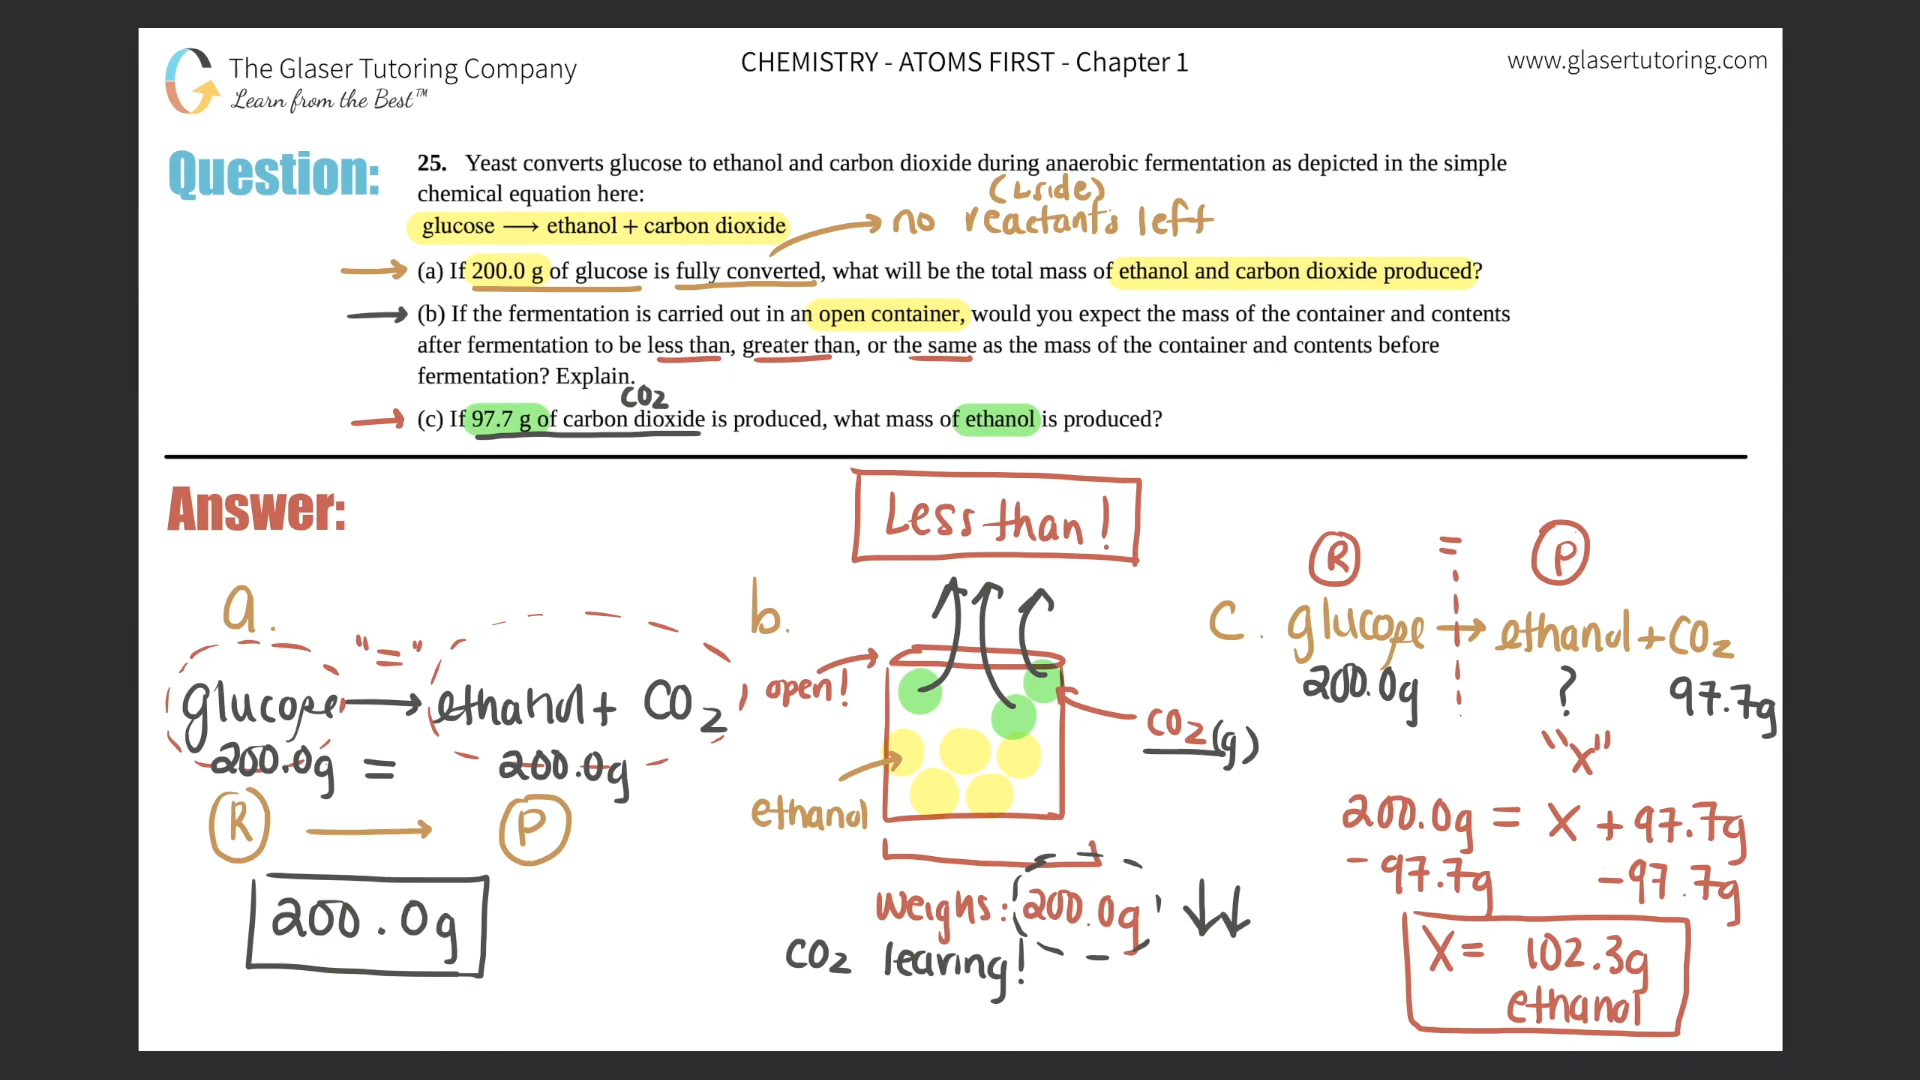 The Glaser Tutoring Company
Learn from the Best™
CHEMISTRY - ATOMS FIRST - Chapter 1
www.glasertutoring.com
Question:
25. Yeast converts glucose to ethanol and carbon dioxide during anaerobic fermentation as depicted in the simple
chemical equation here:
(Lside)
glucose ⟶ ethanol + carbon dioxide
no reactants left
(a) If 200.0 g of glucose is fully converted, what will be the total mass of ethanol and carbon dioxide produced?
(b) If the fermentation is carried out in an open container, would you expect the mass of the container and contents
after fermentation to be less than, greater than, or the same as the mass of the container and contents before
fermentation? Explain.
CO2
(c) If 97.7 g of carbon dioxide is produced, what mass of ethanol is produced?
Answer:
a.
"="
glucose → ethanol + CO2
200.0g = 200.0g
R → P
200.0g
Less than!
b.
open!
CO2(g)
ethanol
Weighs: 200.0g ↓↓
CO2 leaving!
R = P
c. glucose → ethanol + CO2
200.0g ? 97.7g
"X"
200.0g = X + 97.7g
-97.7g -97.7g
X = 102.3g
ethanol